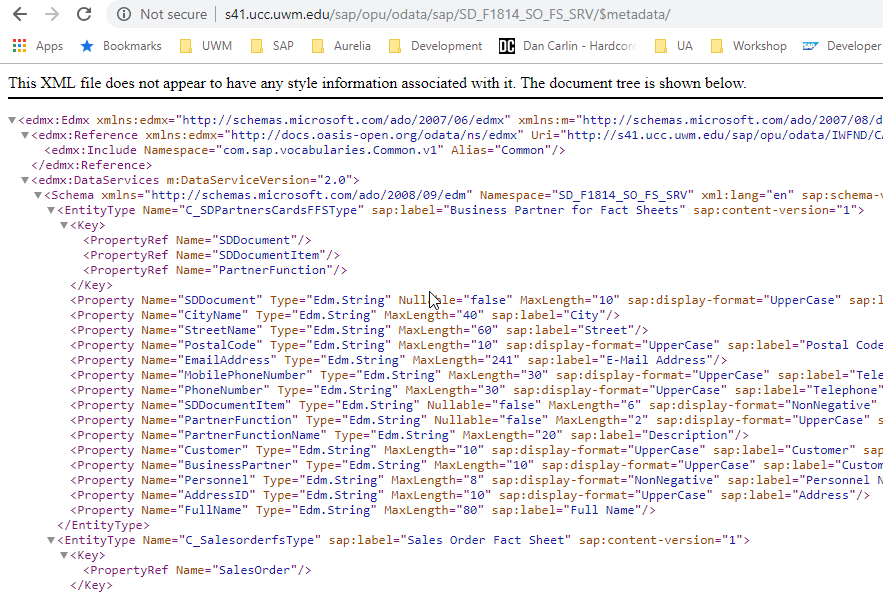 Not secure | s41.ucc.uwm.edu/sap/opu/odata/sap/SD_F1814_SO_FS_SRV/$metadata/
Apps Bookmarks UWM SAP Aurelia Development DC Dan Carlin - Hardcor UA Workshop SAP Developer
This XML file does not appear to have any style information associated with it. The document tree is shown below.
▼<edmx:Edmx xmlns:edmx="http://schemas.microsoft.com/ado/2007/06/edmx" xmlns:m="http://schemas.microsoft.com/ado/2007/08/d
▼<edmx:Reference xmlns:edmx="http://docs.oasis-open.org/odata/ns/edmx" Uri="http://s41.ucc.uwm.edu/sap/opu/odata/IWFND/CA
<edmx:Include Namespace="com.sap.vocabularies.Common.v1" Alias="Common"/>
</edmx:Reference>
▼<edmx:DataServices m:DataServiceVersion="2.0">
▼<Schema xmlns="http://schemas.microsoft.com/ado/2008/09/edm" Namespace="SD_F1814_SO_FS_SRV" xml:lang="en" sap:schema-v
▼<EntityType Name="C_SDPartnersCardsFFSType" sap:label="Business Partner for Fact Sheets" sap:content-version="1">
▼<Key>
<PropertyRef Name="SDDocument"/>
<PropertyRef Name="SDDocumentItem"/>
<PropertyRef Name="PartnerFunction"/>
</Key>
<Property Name="SDDocument" Type="Edm.String" Nullable="false" MaxLength="10" sap:display-format="UpperCase" sap:l
<Property Name="CityName" Type="Edm.String" MaxLength="40" sap:label="City"/>
<Property Name="StreetName" Type="Edm.String" MaxLength="60" sap:label="Street"/>
<Property Name="PostalCode" Type="Edm.String" MaxLength="10" sap:display-format="UpperCase" sap:label="Postal Code
<Property Name="EmailAddress" Type="Edm.String" MaxLength="241" sap:label="E-Mail Address"/>
<Property Name="MobilePhoneNumber" Type="Edm.String" MaxLength="30" sap:display-format="UpperCase" sap:label="Tele
<Property Name="PhoneNumber" Type="Edm.String" MaxLength="30" sap:display-format="UpperCase" sap:label="Telephone"
<Property Name="SDDocumentItem" Type="Edm.String" Nullable="false" MaxLength="6" sap:display-format="NonNegative"
<Property Name="PartnerFunction" Type="Edm.String" Nullable="false" MaxLength="2" sap:display-format="UpperCase" s
<Property Name="PartnerFunctionName" Type="Edm.String" MaxLength="20" sap:label="Description"/>
<Property Name="Customer" Type="Edm.String" MaxLength="10" sap:display-format="UpperCase" sap:label="Customer" sap
<Property Name="BusinessPartner" Type="Edm.String" MaxLength="10" sap:display-format="UpperCase" sap:label="Custom
<Property Name="Personnel" Type="Edm.String" MaxLength="8" sap:display-format="NonNegative" sap:label="Personnel N
<Property Name="AddressID" Type="Edm.String" MaxLength="10" sap:display-format="UpperCase" sap:label="Address"/>
<Property Name="FullName" Type="Edm.String" MaxLength="80" sap:label="Full Name"/>
</EntityType>
▼<EntityType Name="C_SalesorderfsType" sap:label="Sales Order Fact Sheet" sap:content-version="1">
▼<Key>
<PropertyRef Name="SalesOrder"/>
</Key>